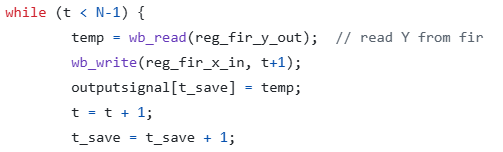 while (t < N-1) {
temp = wb_read(reg_fir_y_out);  // read Y from fir
wb_write(reg_fir_x_in, t+1);
outputsignal[t_save] = temp;
t = t + 1;
t_save = t_save + 1;